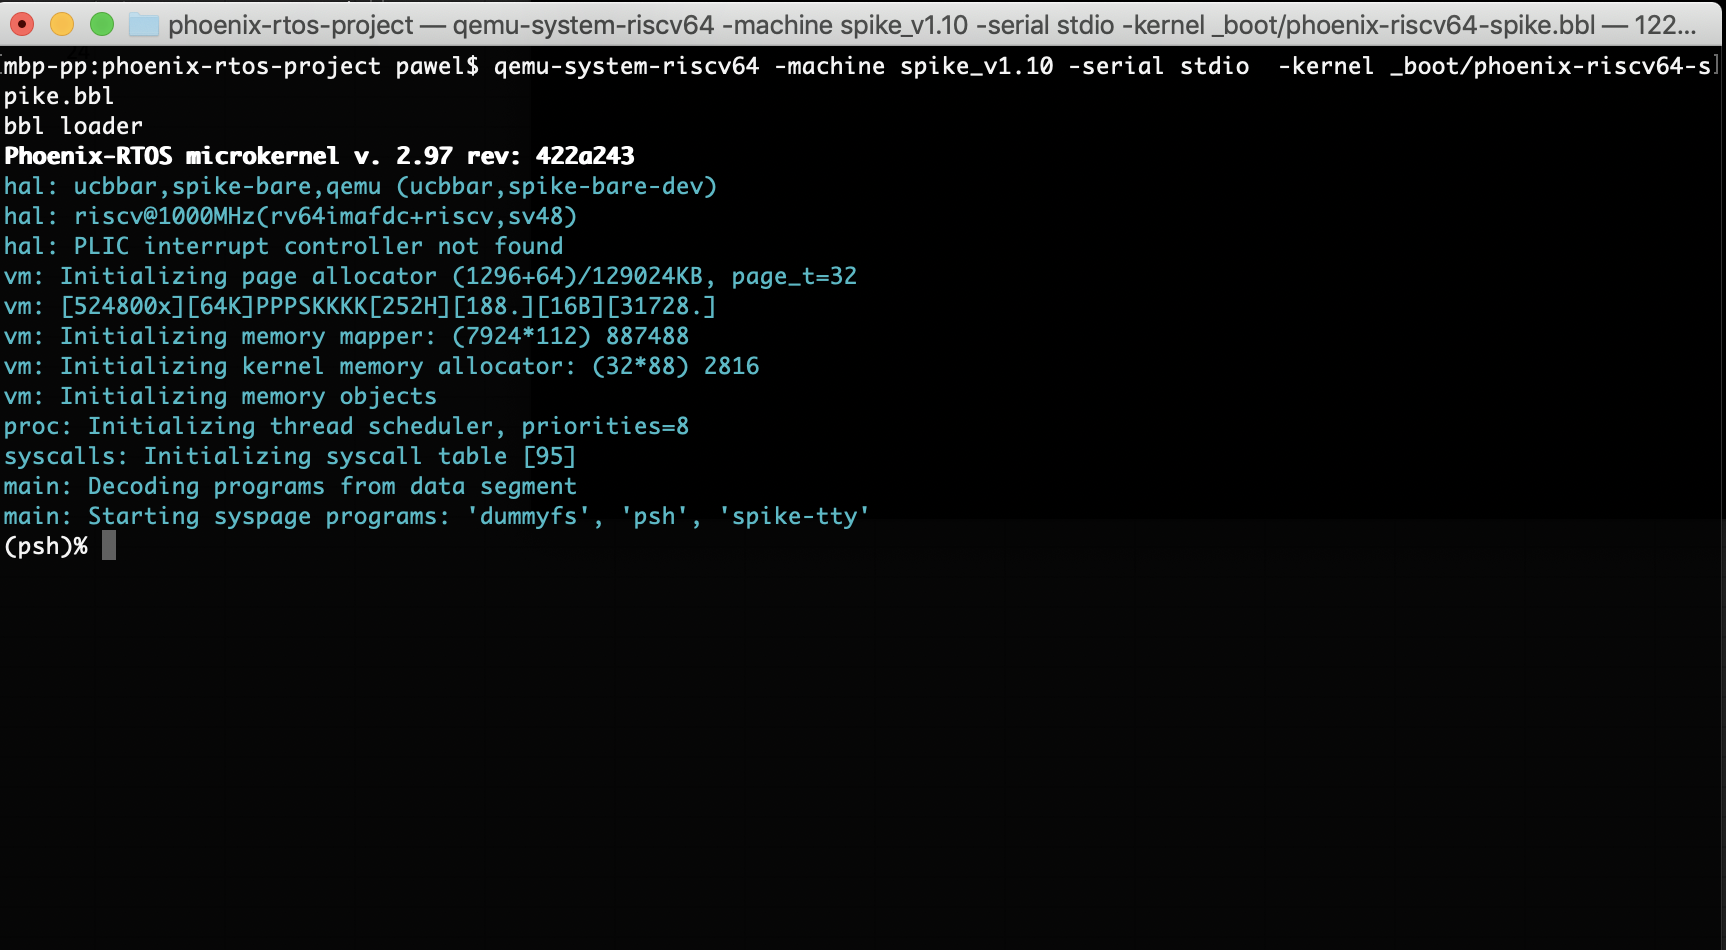 phoenix-rtos-project — qemu-system-riscv64 -machine spike_v1.10 -serial stdio -kernel _boot/phoenix-riscv64-spike.bbl — 122...
mbp-pp:phoenix-rtos-project pawel$ qemu-system-riscv64 -machine spike_v1.10 -serial stdio  -kernel _boot/phoenix-riscv64-s
pike.bbl
bbl loader
Phoenix-RTOS microkernel v. 2.97 rev: 422a243
hal: ucbbar,spike-bare,qemu (ucbbar,spike-bare-dev)
hal: riscv@1000MHz(rv64imafdc+riscv,sv48)
hal: PLIC interrupt controller not found
vm: Initializing page allocator (1296+64)/129024KB, page_t=32
vm: [524800x][64K]PPPSKKKK[252H][188.][16B][31728.]
vm: Initializing memory mapper: (7924*112) 887488
vm: Initializing kernel memory allocator: (32*88) 2816
vm: Initializing memory objects
proc: Initializing thread scheduler, priorities=8
syscalls: Initializing syscall table [95]
main: Decoding programs from data segment
main: Starting syspage programs: 'dummyfs', 'psh', 'spike-tty'
(psh)%